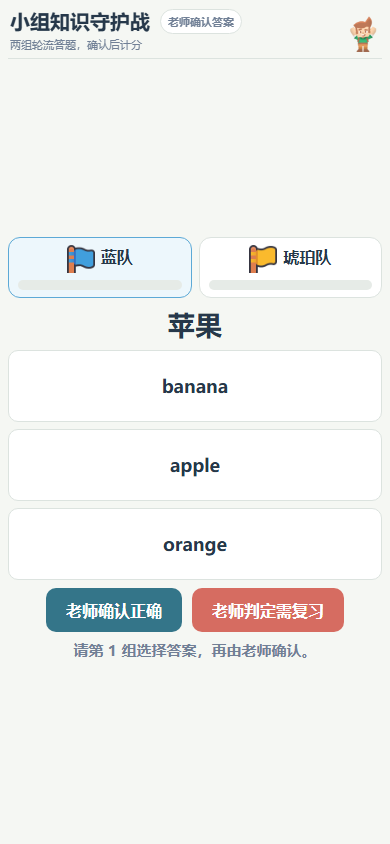 小组知识守护战
老师确认答案
两组轮流答题，确认后计分
蓝队
琥珀队
苹果
banana
apple
orange
老师确认正确
老师判定需复习
请第 1 组选择答案，再由老师确认。